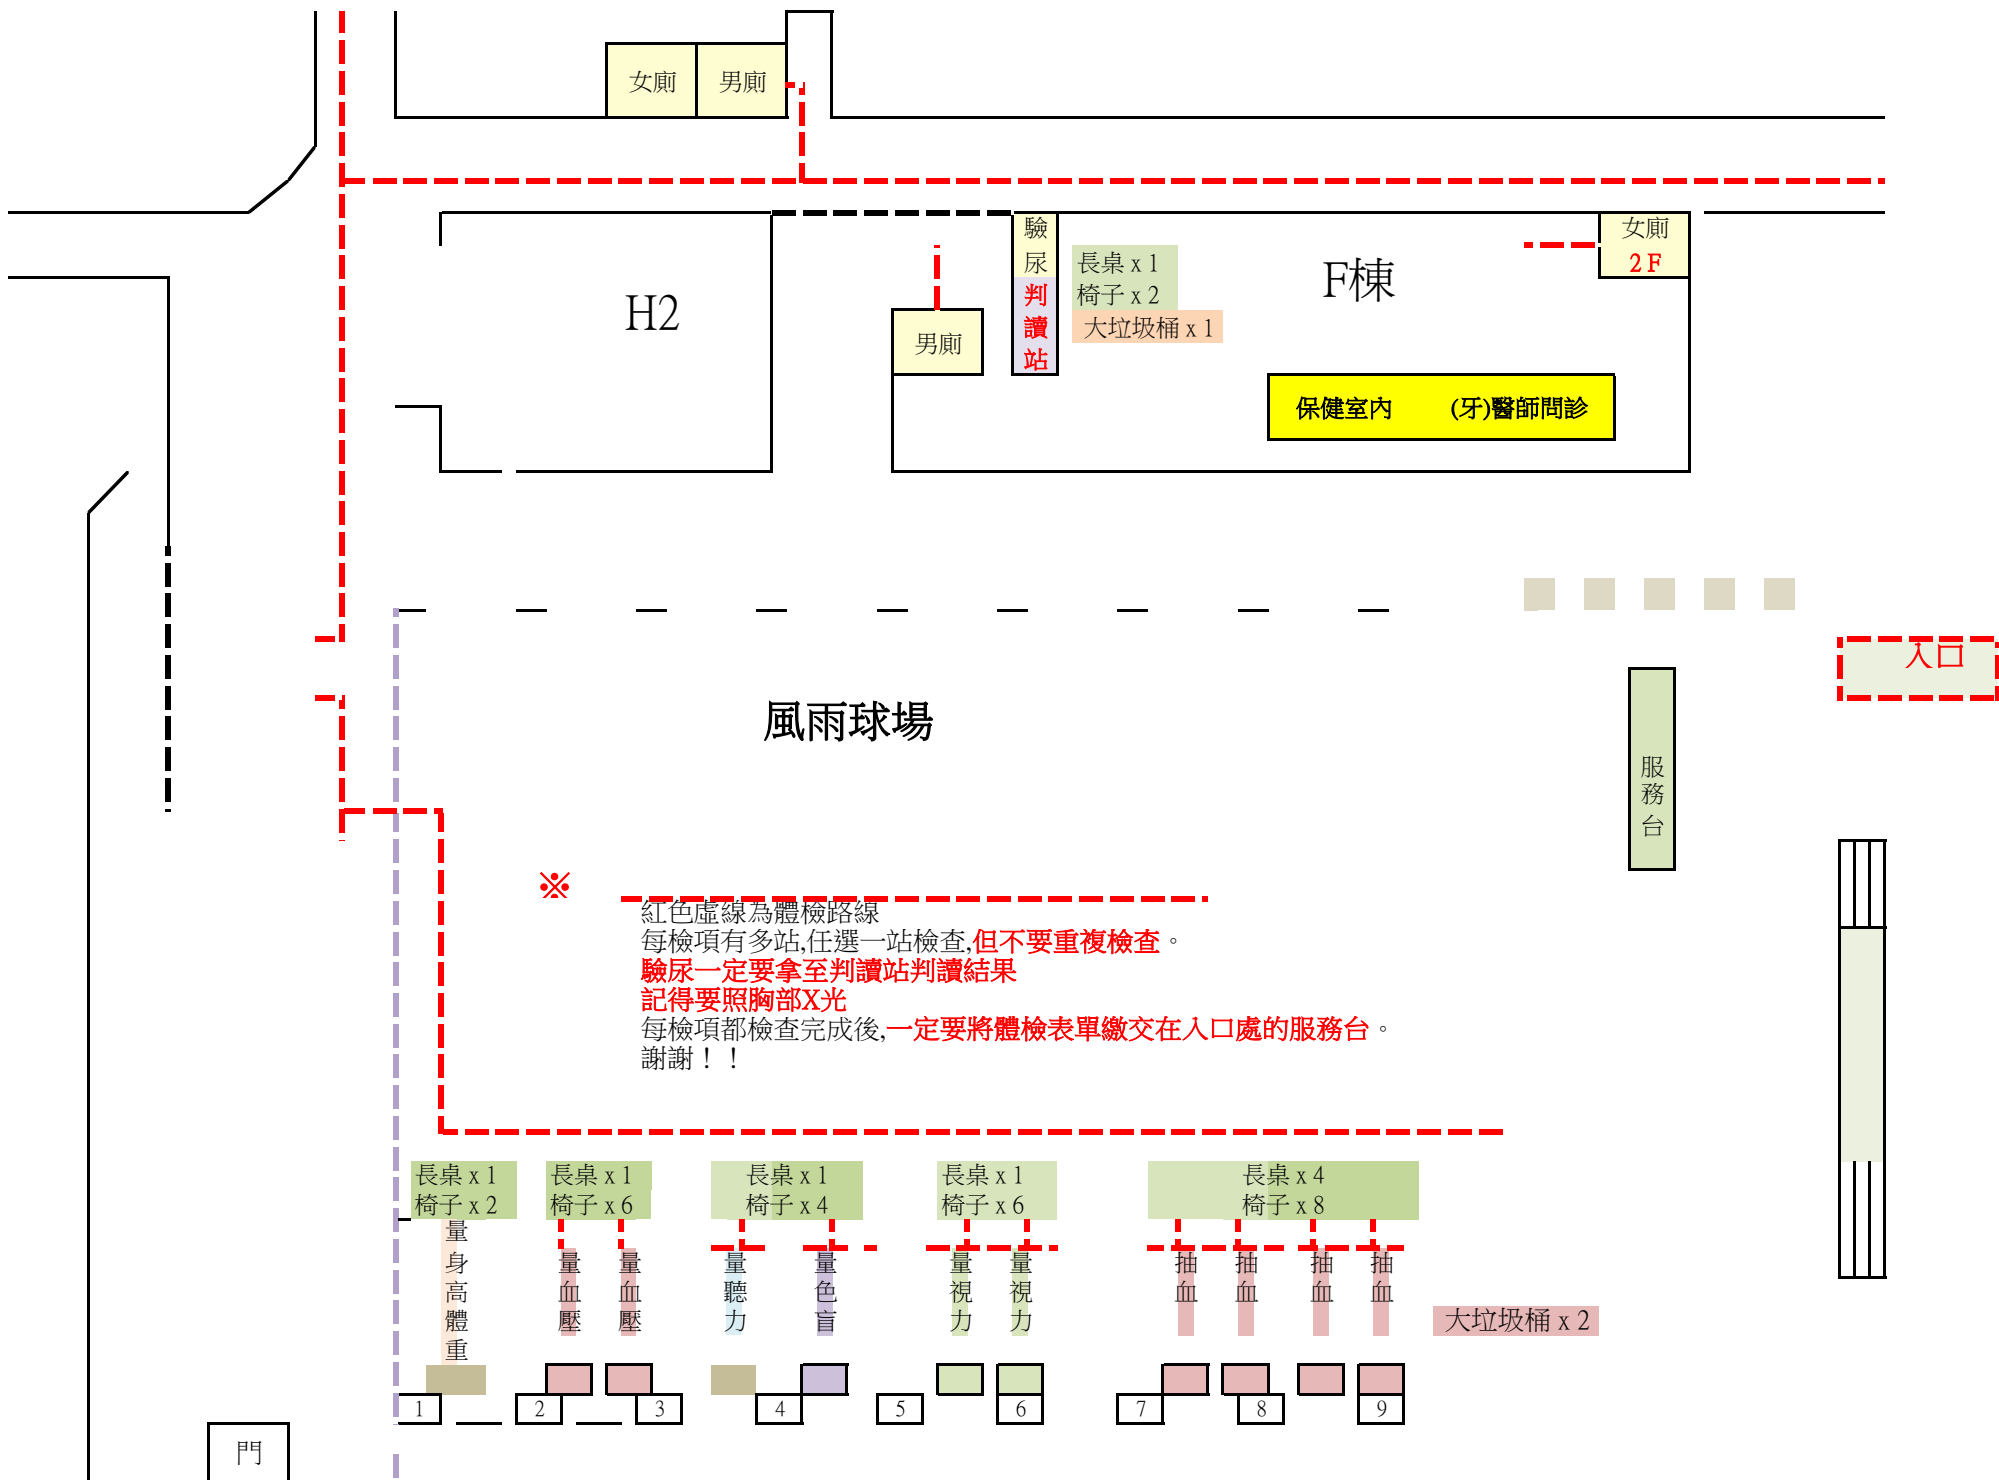 女廁
男廁
驗尿
判讀站
長桌 x 1
椅子 x 2
大垃圾桶 x 1
F棟
女廁
2 F
H2
男廁
保健室內 (牙)醫師問診
入口
風雨球場
服務台
※
紅色虛線為體檢路線
每檢項有多站,任選一站檢查,但不要重複檢查。
驗尿一定要拿至判讀站判讀結果
記得要照胸部X光
每檢項都檢查完成後,一定要將體檢表單繳交在入口處的服務台。
謝謝！！
長桌 x 1
椅子 x 2
長桌 x 1
椅子 x 6
長桌 x 1
椅子 x 4
長桌 x 1
椅子 x 6
長桌 x 4
椅子 x 8
量身高體重
量血壓
量血壓
量聽力
量色盲
量視力
量視力
抽血
抽血
抽血
抽血
大垃圾桶 x 2
1
2
3
4
5
6
7
8
9
門